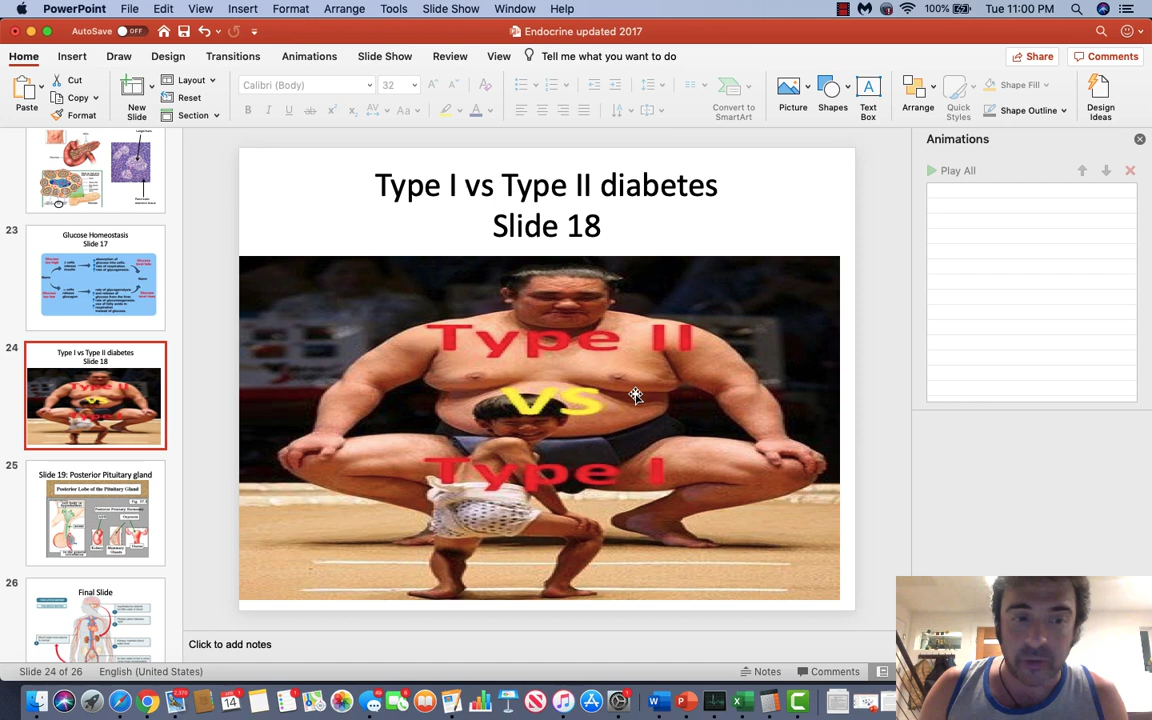 PowerPoint File Edit View Insert Format Arrange Tools Slide Show Window Help 100% Tue 11:00 PM
AutoSave OFF Endocrine updated 2017
Home Insert Draw Design Transitions Animations Slide Show Review View Tell me what you want to do Share Comments
Paste
Cut
Copy
Format
New
Slide
Layout
Reset
Section
Calibri (Body) 32
Convert to
SmartArt
Picture
Shapes
Text
Box
Arrange
Quick
Styles
Shape Fill
Shape Outline
Design
Ideas
23
Glucose Homeostasis
Slide 17
24
Type I vs Type II diabetes
Slide 18
Type II
vs
25
Slide 19: Posterior Pituitary gland
Posterior Lobe of the Pituitary Gland
26
Final Slide
Type I vs Type II diabetes
Slide 18
Type II
VS
Type I
Click to add notes
Animations
Play All
Slide 24 of 26 English (United States) Notes Comments